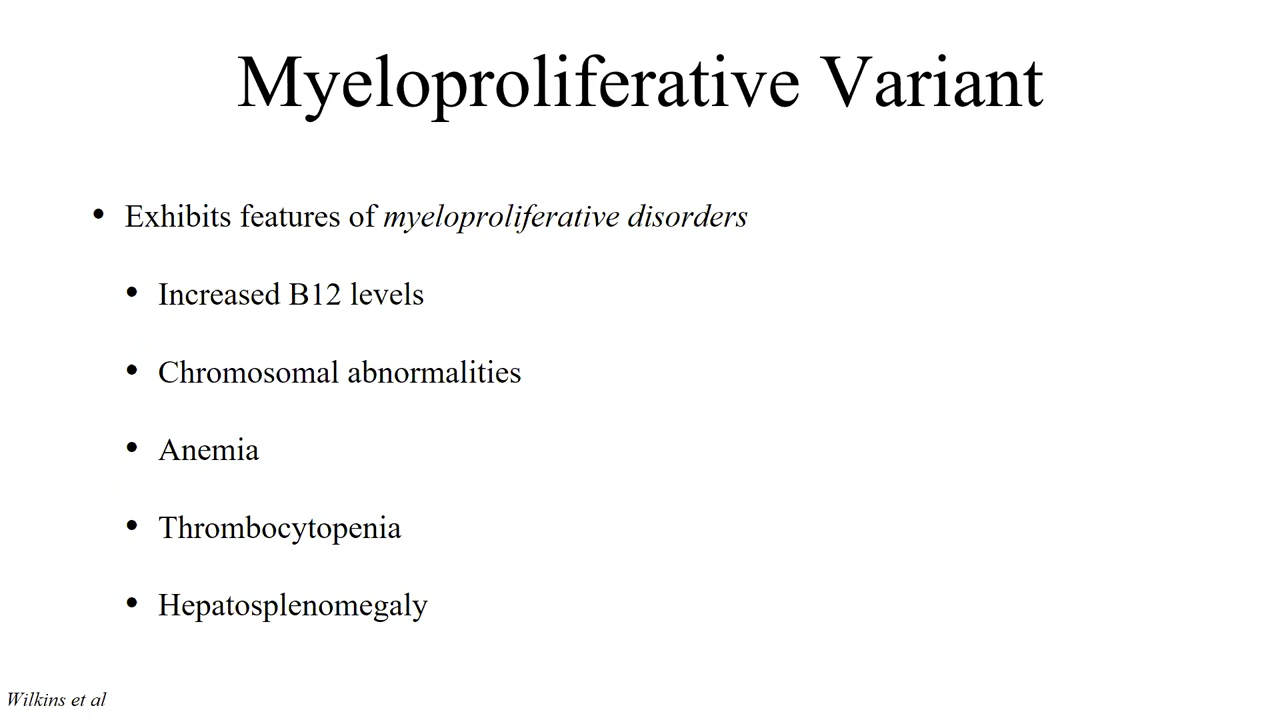 Myeloproliferative Variant
• Exhibits features of myeloproliferative disorders
• Increased B12 levels
• Chromosomal abnormalities
• Anemia
• Thrombocytopenia
• Hepatosplenomegaly
Wilkins et al